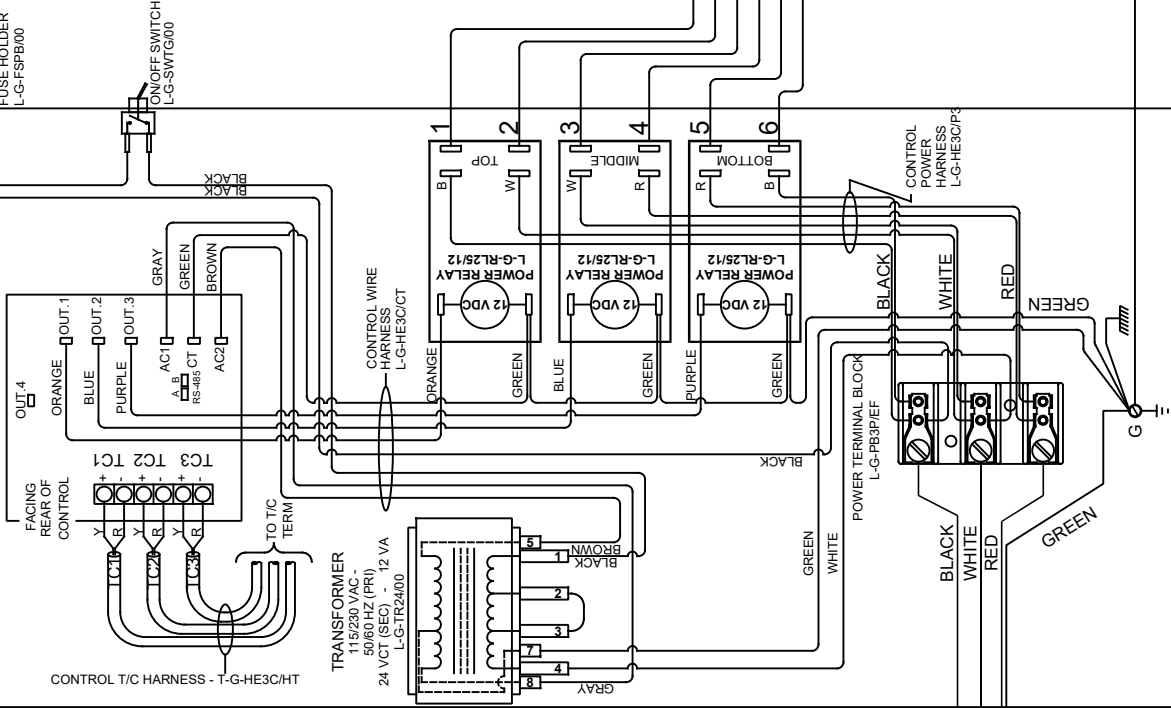 FUSE HOLDER
L-G-FSPB/00
ON/OFF SWITCH
L-G-SWTG/00
BLACK
BLACK
1
2
3
4
5
6
TOP
MIDDLE
BOTTOM
B
W
W
R
R
B
POWER RELAY
L-G-RL25/12
POWER RELAY
L-G-RL25/12
POWER RELAY
L-G-RL25/12
12 VDC
12 VDC
12 VDC
CONTROL
POWER
HARNESS
L-G-HE3C/P3
GRAY
GREEN
BROWN
OUT.1
OUT.2
OUT.3
OUT.4
AC1
CT
AC2
A B
RS-485
ORANGE
BLUE
PURPLE
CONTROL WIRE
HARNESS
L-G-HE3C/CT
ORANGE
GREEN
BLUE
GREEN
PURPLE
GREEN
BLACK
WHITE
RED
GREEN
POWER TERMINAL BLOCK
L-G-PB3P/EF
G
BLACK
TC1
TC2
TC3
+
-
+
-
+
-
FACING
REAR OF
CONTROL
Y
R
Y
R
Y
R
C1
C2
C3
TO T/C
TERM
CONTROL T/C HARNESS - T-G-HE3C/HT
TRANSFORMER
115/230 VAC -
50/60 HZ (PRI)
24 VCT (SEC) - 12 VA
L-G-TR24/00
5
1
2
3
7
4
8
BROWN
BLACK
GRAY
GREEN
WHITE
BLACK
WHITE
RED
GREEN